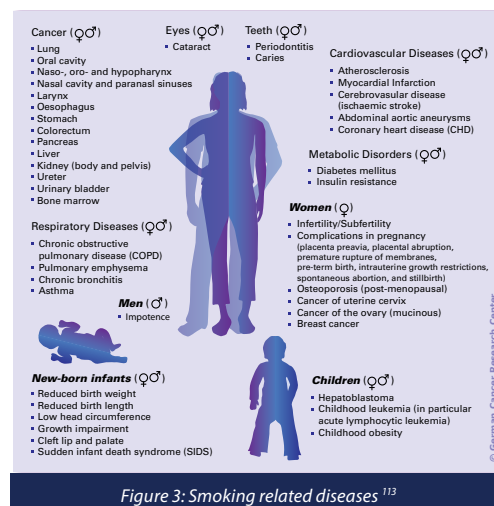 Cancer (♀♂)
▪ Lung
▪ Oral cavity
▪ Naso-, oro- and hypopharynx
▪ Nasal cavity and paranasl sinuses
▪ Larynx
▪ Oesophagus
▪ Stomach
▪ Colorectum
▪ Pancreas
▪ Liver
▪ Kidney (body and pelvis)
▪ Ureter
▪ Urinary bladder
▪ Bone marrow
Eyes (♀♂)
▪ Cataract
Teeth (♀♂)
▪ Periodontitis
▪ Caries
Cardiovascular Diseases (♀♂)
▪ Atherosclerosis
▪ Myocardial Infarction
▪ Cerebrovascular disease
(ischaemic stroke)
▪ Abdominal aortic aneurysms
▪ Coronary heart disease (CHD)
Metabolic Disorders (♀♂)
▪ Diabetes mellitus
▪ Insulin resistance
Respiratory Diseases (♀♂)
▪ Chronic obstructive
pulmonary disease (COPD)
▪ Pulmonary emphysema
▪ Chronic bronchitis
▪ Asthma
Men (♂)
▪ Impotence
Women (♀)
▪ Infertility/Subfertility
▪ Complications in pregnancy
(placenta preavia, placental abruption,
premature rupture of membranes,
pre-term birth, intrauterine growth restrictions,
spontaneous abortion, and stillbirth)
▪ Osteoporosis (post-menopausal)
▪ Cancer of uterine cervix
▪ Cancer of the ovary (mucinous)
▪ Breast cancer
New-born infants (♀♂)
▪ Reduced birth weight
▪ Reduced birth length
▪ Low head circumference
▪ Growth impairment
▪ Cleft lip and palate
▪ Sudden infant death syndrome (SIDS)
Children (♀♂)
▪ Hepatoblastoma
▪ Childhood leukemia (in particular
acute lymphocytic leukemia)
▪ Childhood obesity
© German Cancer Research Center
Figure 3: Smoking related diseases 113